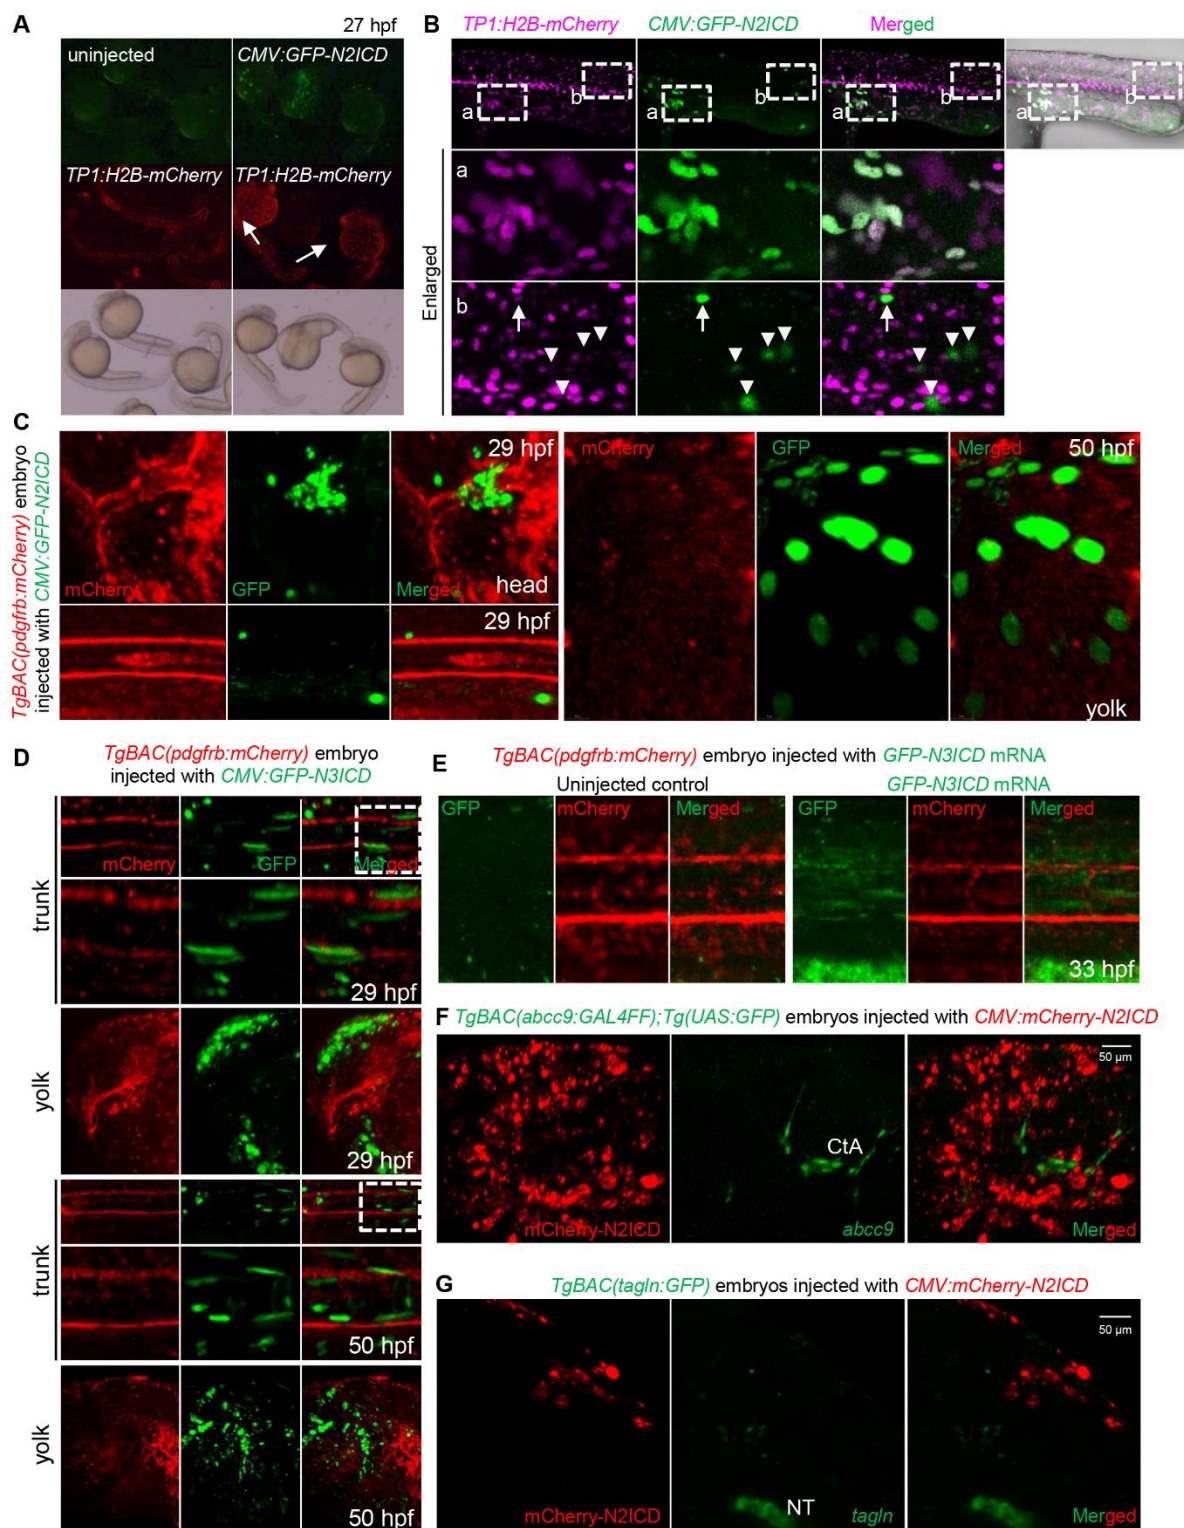 A
27 hpf
uninjected
CMV:GFP-N2ICD
TP1:H2B-mCherry
TP1:H2B-mCherry
B
TP1:H2B-mCherry
CMV:GFP-N2ICD
Merged
a
b
a
b
a
b
a
b
Enlarged
a
b
C
TgBAC(pdgfrb:mCherry) embryo
injected with CMV:GFP-N2ICD
mCherry
GFP
Merged
29 hpf
head
29 hpf
mCherry
GFP
Merged
50 hpf
yolk
D
TgBAC(pdgfrb:mCherry) embryo
injected with CMV:GFP-N3ICD
trunk
mCherry
GFP
Merged
29 hpf
yolk
29 hpf
trunk
50 hpf
yolk
50 hpf
E
TgBAC(pdgfrb:mCherry) embryo injected with GFP-N3ICD mRNA
Uninjected control
GFP-N3ICD mRNA
GFP
mCherry
Merged
GFP
mCherry
Merged
33 hpf
F
TgBAC(abcc9:GAL4FF);Tg(UAS:GFP) embryos injected with CMV:mCherry-N2ICD
50 µm
CtA
mCherry-N2ICD
abcc9
Merged
G
TgBAC(tagln:GFP) embryos injected with CMV:mCherry-N2ICD
50 µm
NT
mCherry-N2ICD
tagln
Merged